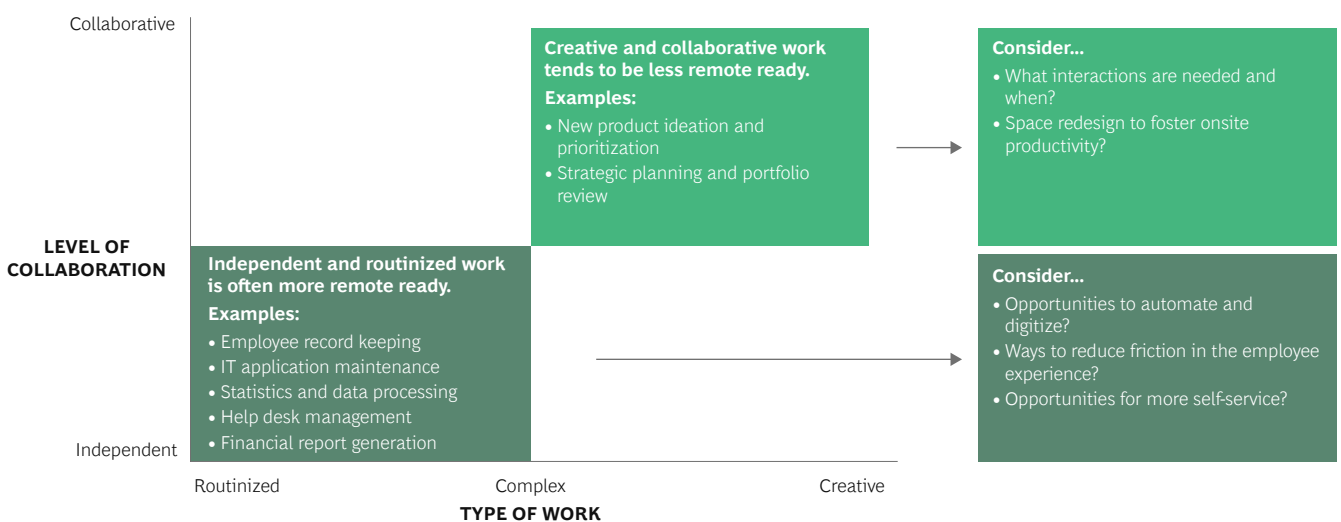 Collaborative
Creative and collaborative work
tends to be less remote ready.
Examples:
• New product ideation and
prioritization
• Strategic planning and portfolio
review
Consider...
• What interactions are needed and
when?
• Space redesign to foster onsite
productivity?
LEVEL OF
COLLABORATION
Independent and routinized work
is often more remote ready.
Examples:
• Employee record keeping
• IT application maintenance
• Statistics and data processing
• Help desk management
• Financial report generation
Consider...
• Opportunities to automate and
digitize?
• Ways to reduce friction in the employee
experience?
• Opportunities for more self-service?
Independent
Routinized
Complex
Creative
TYPE OF WORK